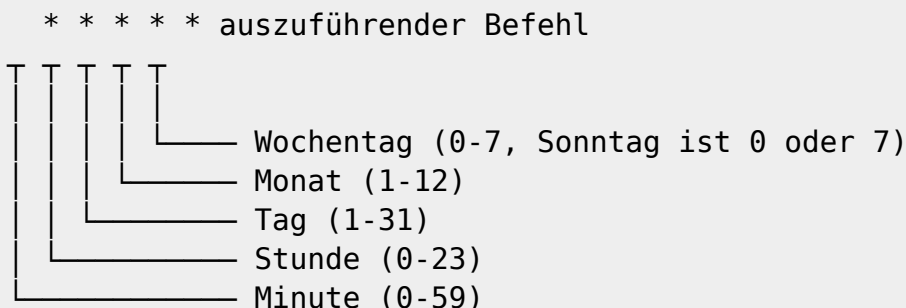 * * * * * auszuführender Befehl
┬ ┬ ┬ ┬ ┬
│ │ │ │ │
│ │ │ │ └──── Wochentag (0-7, Sonntag ist 0 oder 7)
│ │ │ └────── Monat (1-12)
│ │ └──────── Tag (1-31)
│ └────────── Stunde (0-23)
└──────────── Minute (0-59)